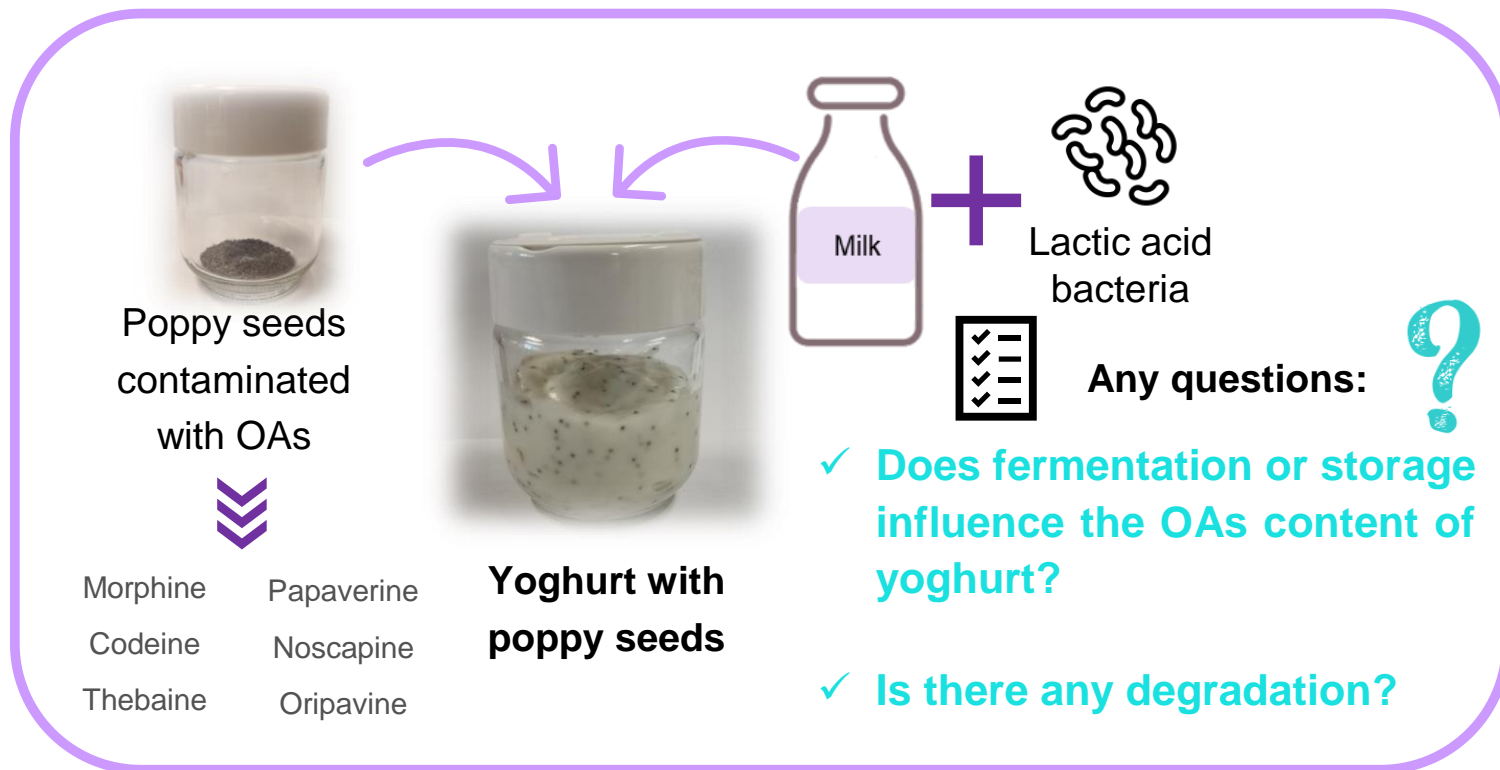 Poppy seeds
contaminated
with OAs
Morphine
Codeine
Thebaine
Papaverine
Noscapine
Oripavine
Yoghurt with
poppy seeds
Milk
Lactic acid
bacteria
Any questions:
?
✓ Does fermentation or storage
influence the OAs content of
yoghurt?
✓ Is there any degradation?